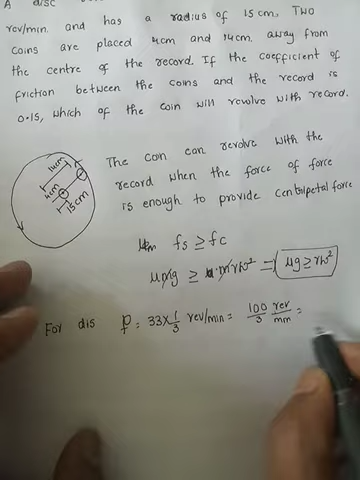 A disc
rev/min. and has a radius of 15 cm. Two
coins are placed 4cm and 14cm. away from
the centre of the record. If the coefficient of
friction between the coins and the record is
0.15, which of the coin will revolve with record.
14cm
4cm
15cm
The coin can revolve with the
record when the force of force
is enough to provide centripetal force
fs ≥ fc
μmg ≥ mrω² = μg ≥ rω²
For dis = 33×1/3 rev/min = 100/3 rev/mm =